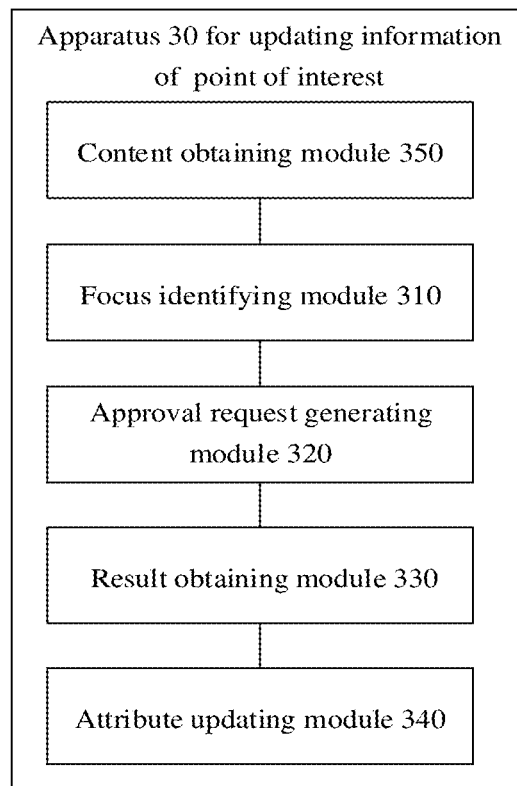 Apparatus 30 for updating information
of point of interest
Content obtaining module 350
Focus identifying module 310
Approval request generating
module 320
Result obtaining module 330
Attribute updating module 340